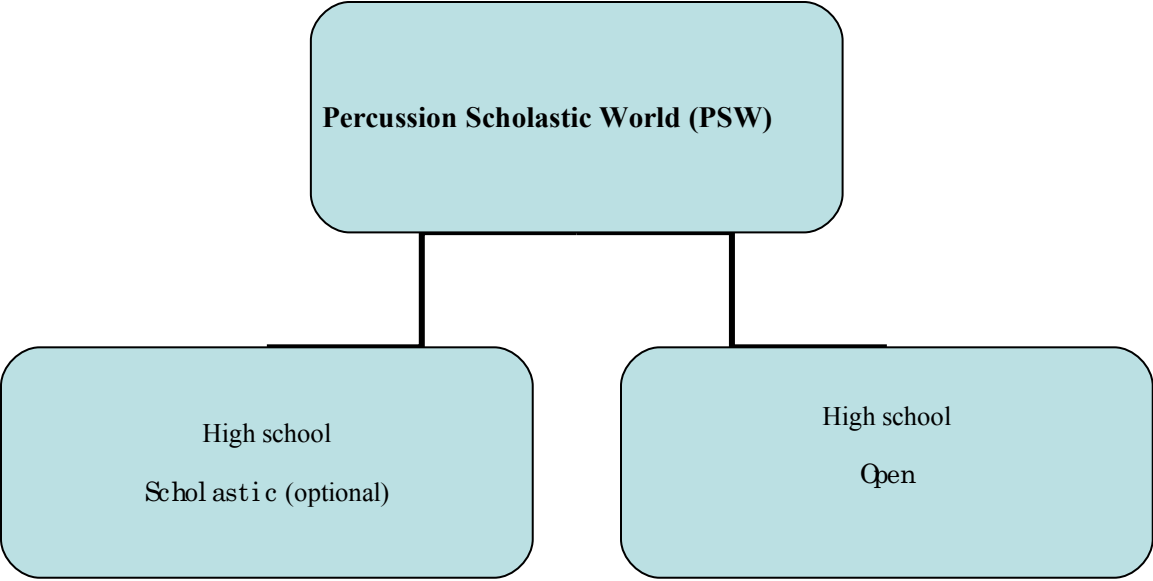 Percussion Scholastic World (PSW)
High school
Scholastic (optional)
High school
Open